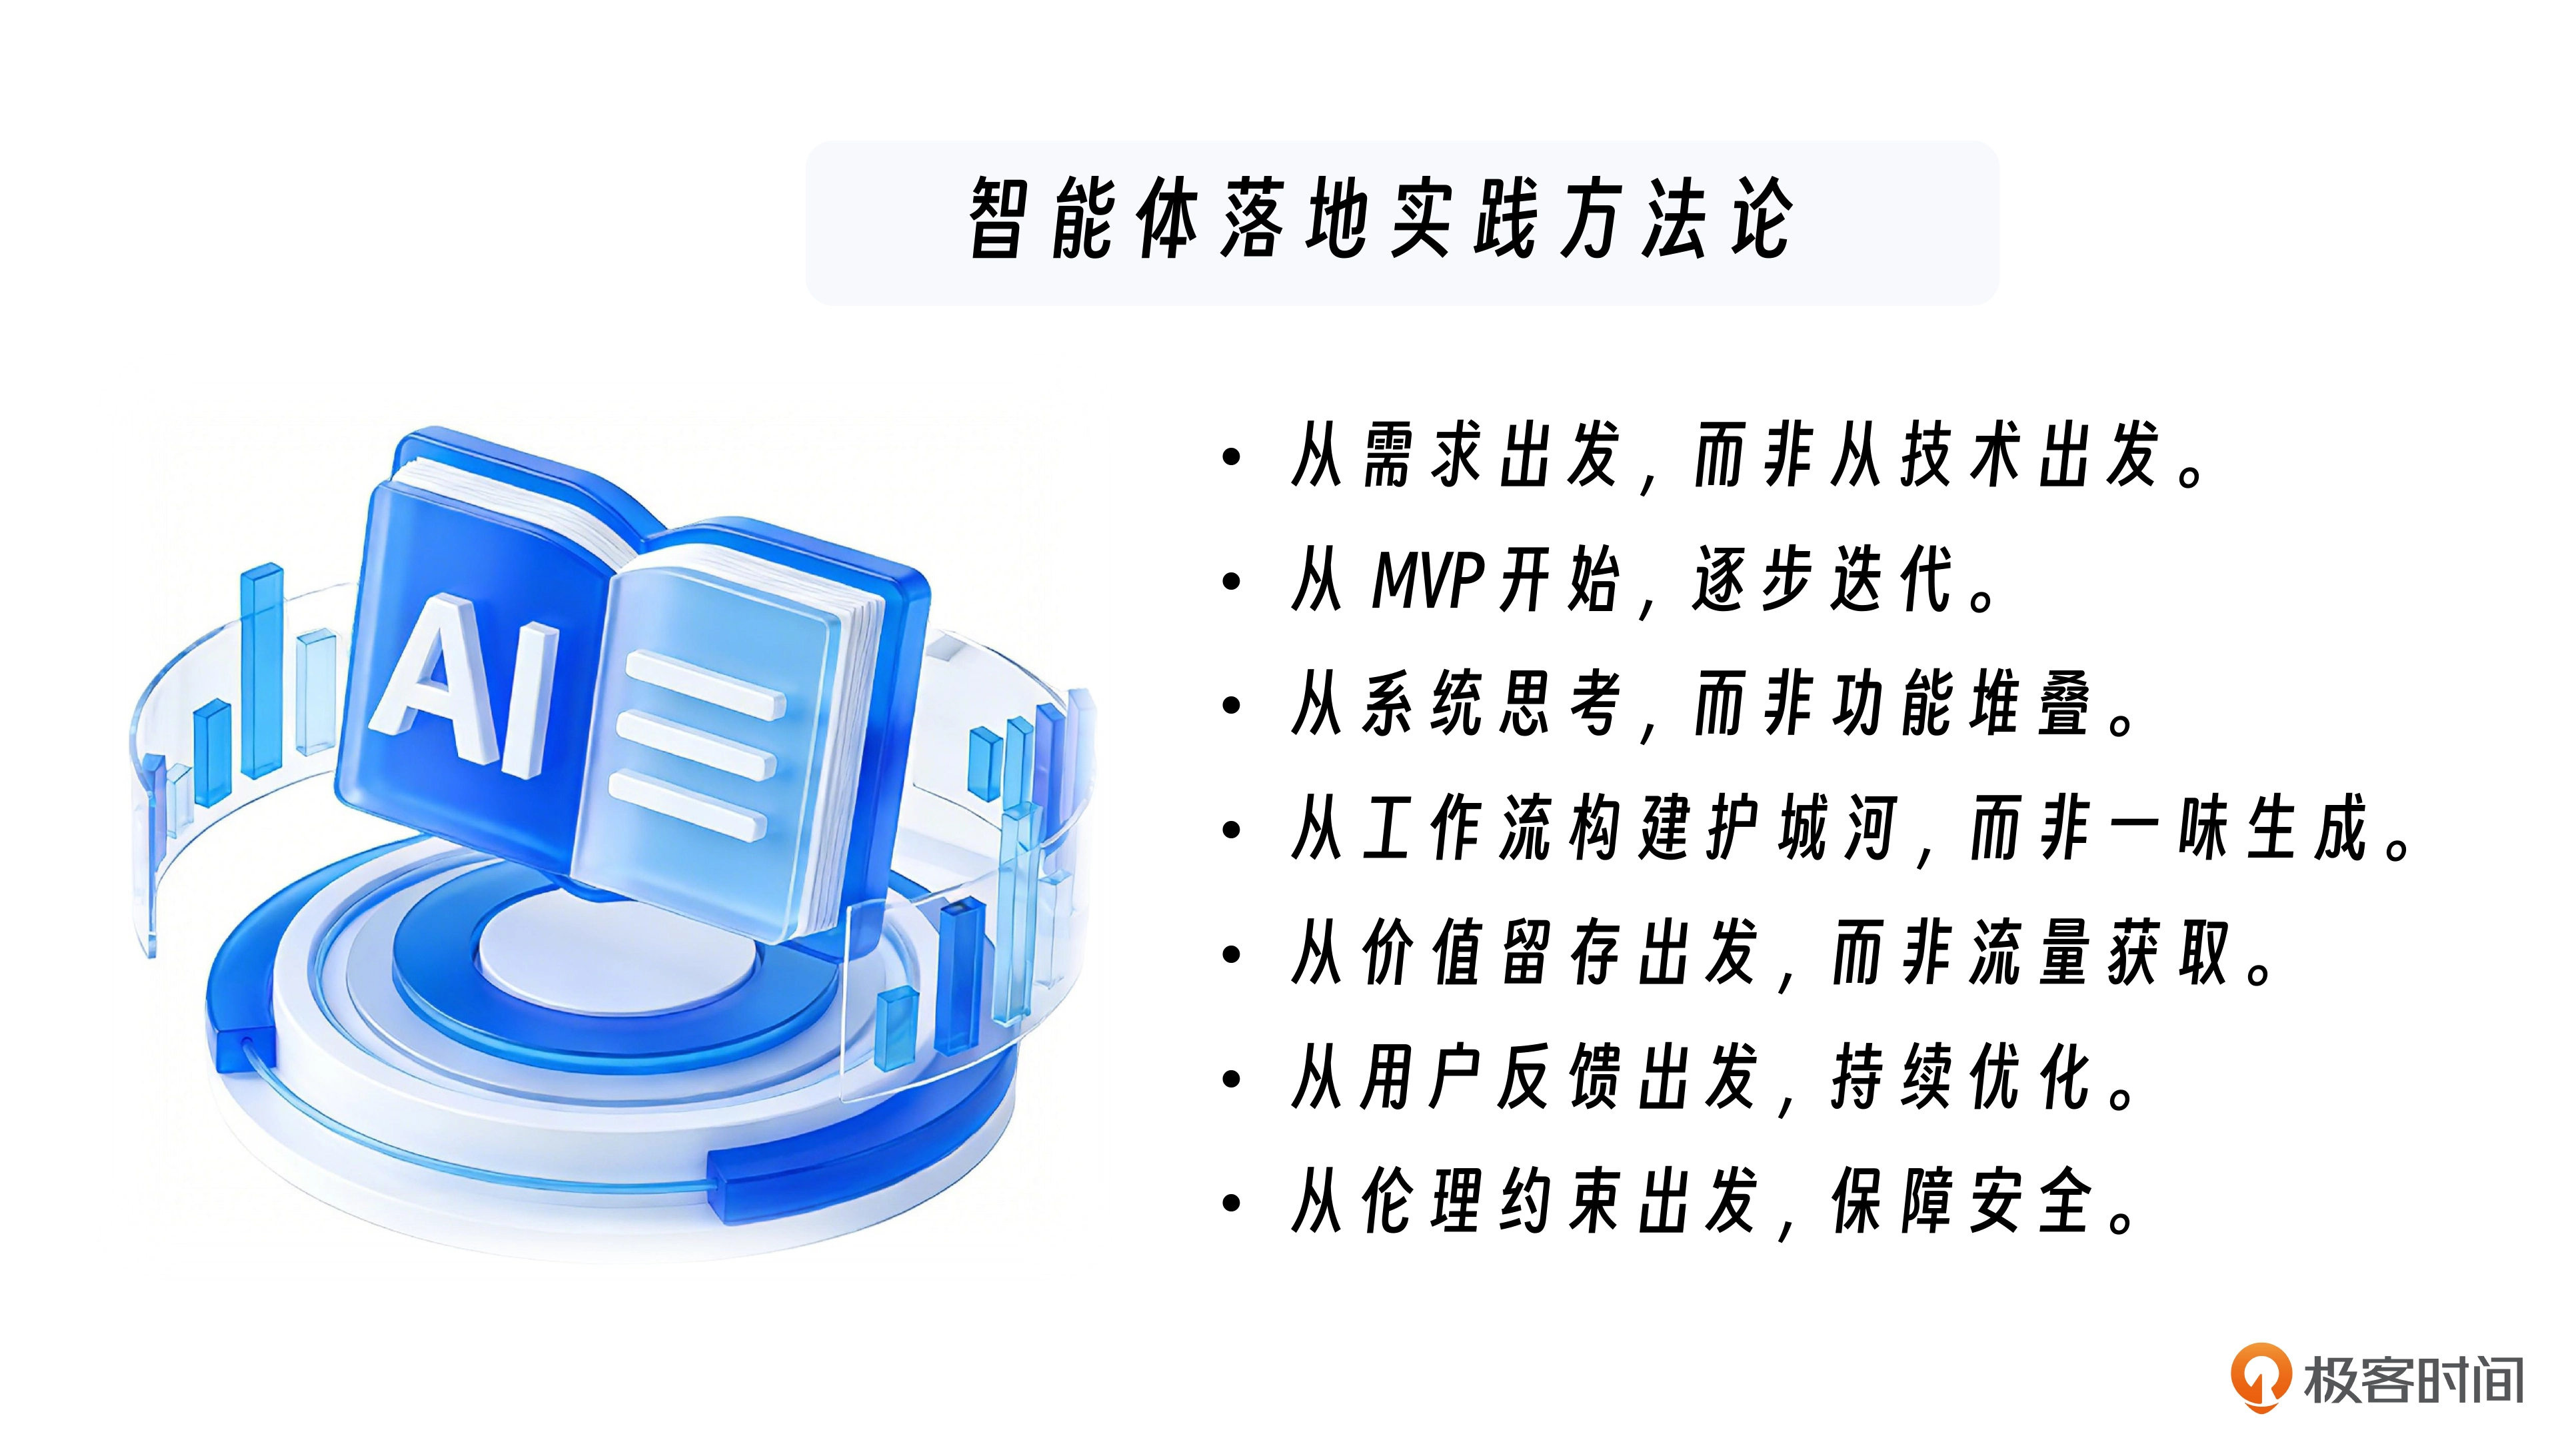 智能体落地实践方法论
AI
• 从需求出发，而非从技术出发。
• 从 MVP 开始，逐步迭代。
• 从系统思考，而非功能堆叠。
• 从工作流构建护城河，而非一味生成。
• 从价值留存出发，而非流量获取。
• 从用户反馈出发，持续优化。
• 从伦理约束出发，保障安全。
极客时间